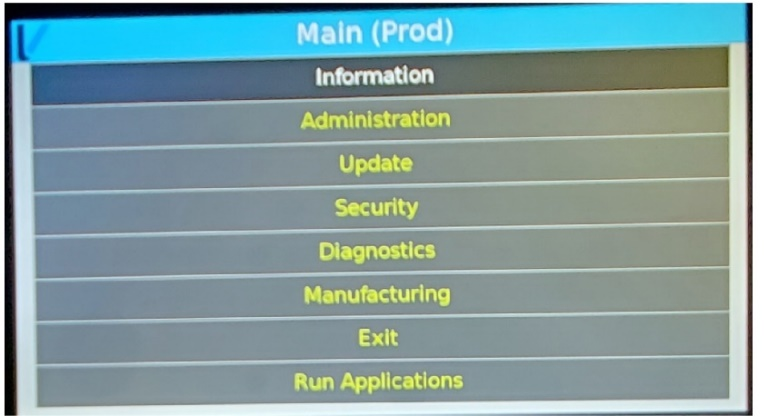 Main (Prod)
Information
Administration
Update
Security
Diagnostics
Manufacturing
Exit
Run Applications